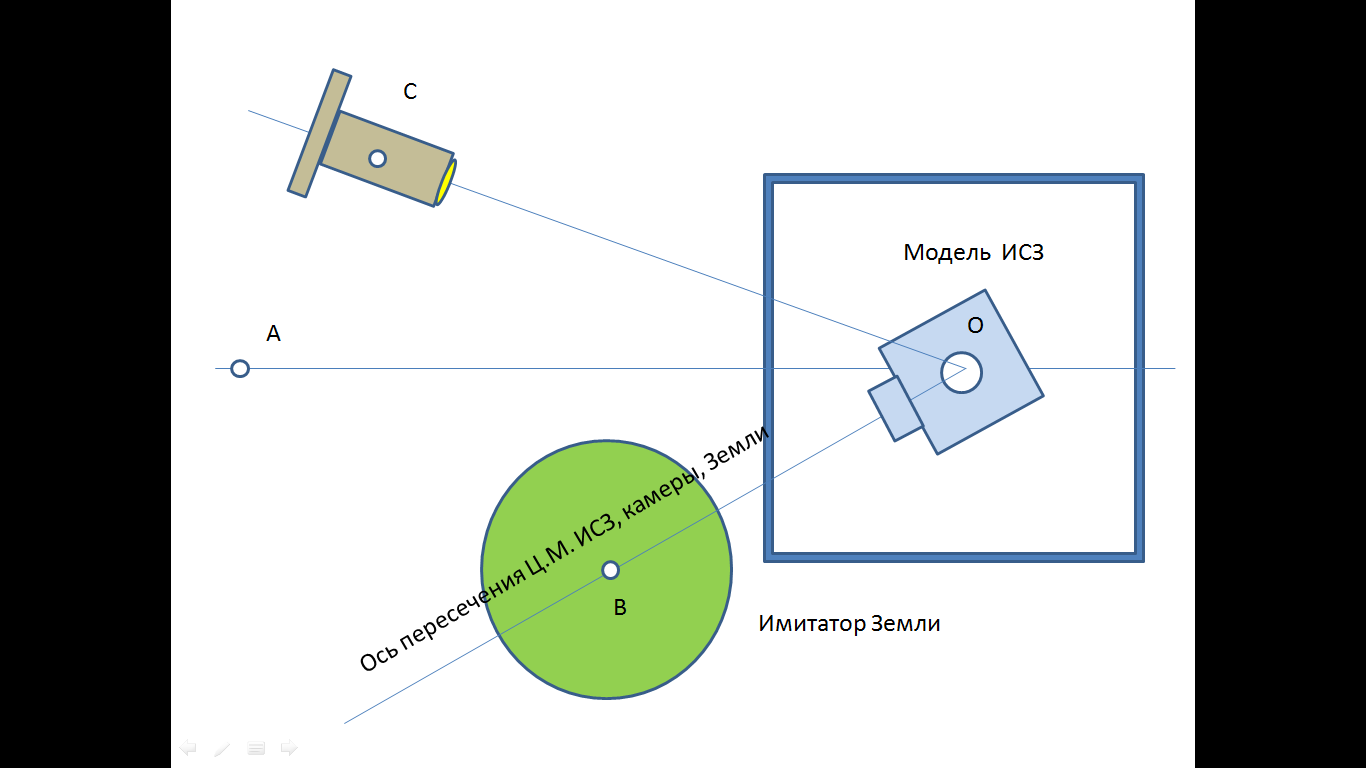 С
Модель ИСЗ
О
А
Ось пересечения Ц.М. ИСЗ, камеры, Земли
В
Имитатор Земли